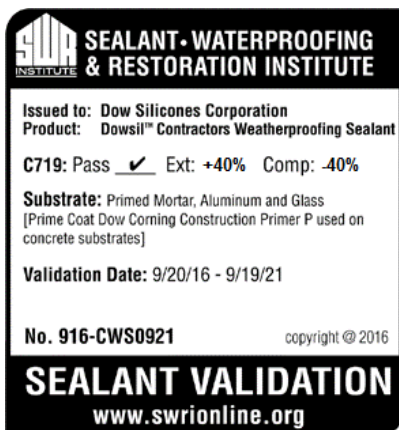 SWR
INSTITUTE
SEALANT • WATERPROOFING
& RESTORATION INSTITUTE
Issued to: Dow Silicones Corporation
Product: Dowsil™ Contractors Weatherproofing Sealant
C719: Pass ✔ Ext: +40% Comp: -40%
Substrate: Primed Mortar, Aluminum and Glass
[Prime Coat Dow Corning Construction Primer P used on
concrete substrates]
Validation Date: 9/20/16 - 9/19/21
No. 916-CWS0921
copyright @ 2016
SEALANT VALIDATION
www.swrionline.org